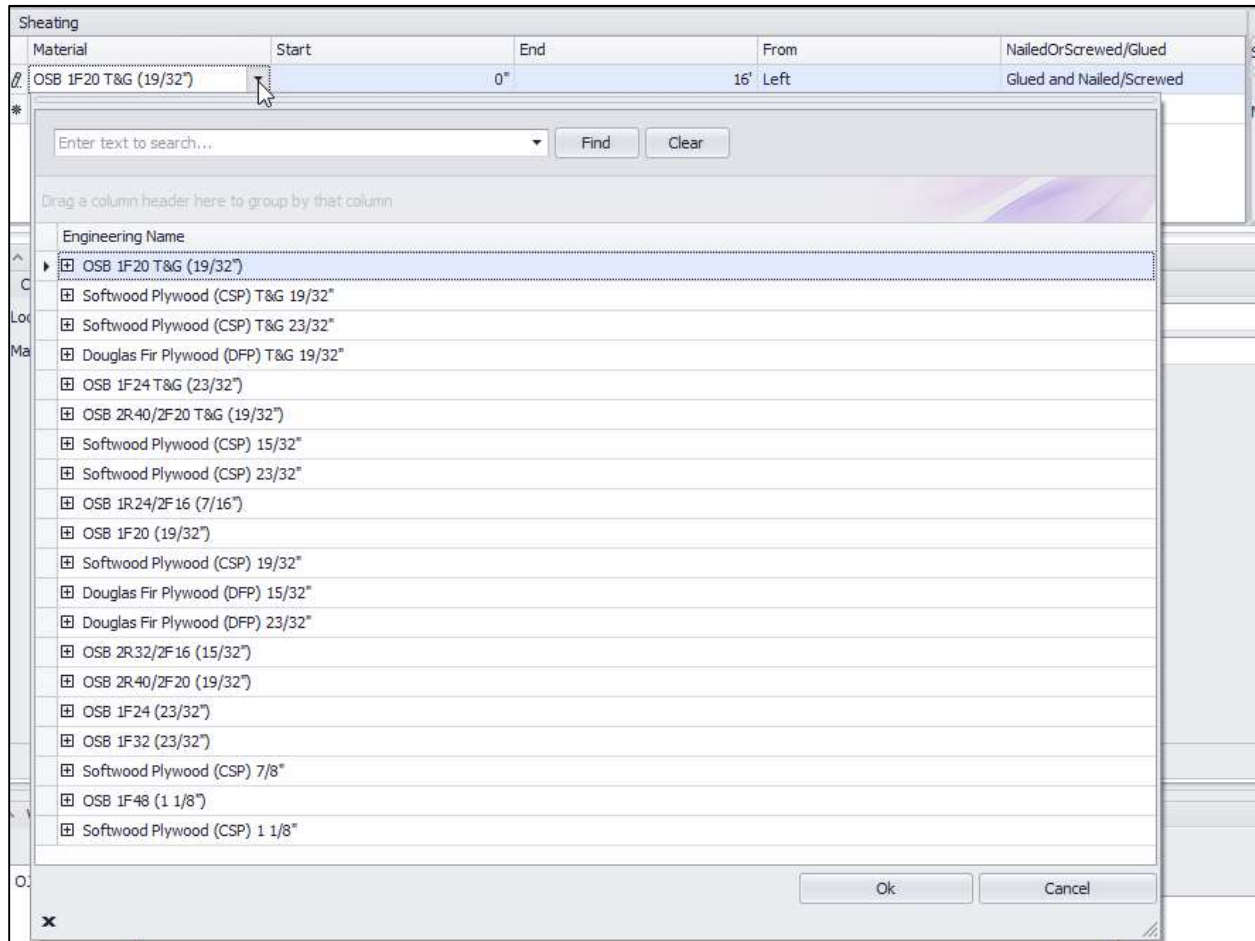 Sheating
Material Start End From NailedOrScrewed/Glued
OSB 1F20 T&G (19/32") 0" 16' Left Glued and Nailed/Screwed
Enter text to search... Find Clear
Drag a column header here to group by that column
Engineering Name
OSB 1F20 T&G (19/32")
Softwood Plywood (CSP) T&G 19/32"
Softwood Plywood (CSP) T&G 23/32"
Douglas Fir Plywood (DFP) T&G 19/32"
OSB 1F24 T&G (23/32")
OSB 2R40/2F20 T&G (19/32")
Softwood Plywood (CSP) 15/32"
Softwood Plywood (CSP) 23/32"
OSB 1R24/2F16 (7/16")
OSB 1F20 (19/32")
Softwood Plywood (CSP) 19/32"
Douglas Fir Plywood (DFP) 15/32"
Douglas Fir Plywood (DFP) 23/32"
OSB 2R32/2F16 (15/32")
OSB 2R40/2F20 (19/32")
OSB 1F24 (23/32")
OSB 1F32 (23/32")
Softwood Plywood (CSP) 7/8"
OSB 1F48 (1 1/8")
Softwood Plywood (CSP) 1 1/8"
Ok Cancel